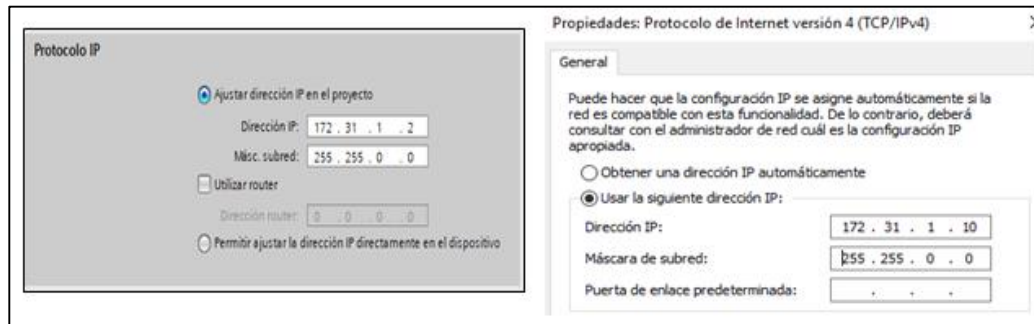 Protocolo IP
Ajustar dirección IP en el proyecto
Dirección IP: 172 . 31 . 1 . 2
Másc. subred: 255 . 255 . 0 . 0
Utilizar router
Dirección router: 0 . 0 . 0 . 0
Permitir ajustar la dirección IP directamente en el dispositivo
Propiedades: Protocolo de Internet versión 4 (TCP/IPv4)
General
Puede hacer que la configuración IP se asigne automáticamente si la
red es compatible con esta funcionalidad. De lo contrario, deberá
consultar con el administrador de red cuál es la configuración IP
apropiada.
Obtener una dirección IP automáticamente
Usar la siguiente dirección IP:
Dirección IP: 172 . 31 . 1 . 10
Máscara de subred: 255 . 255 . 0 . 0
Puerta de enlace predeterminada: . . .